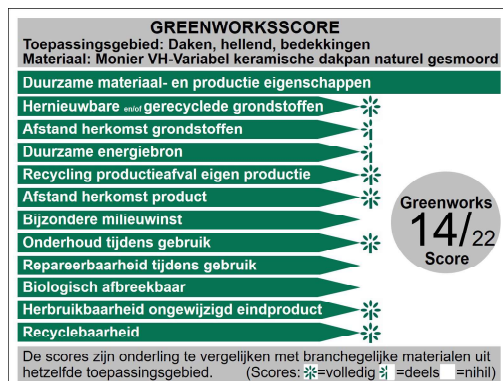 GREENWORKSSCORE
Toepassingsgebied: Daken, hellend, bedekkingen
Materiaal: Monier VH-Variabel keramische dakpan naturel gesmoord
Duurzame materiaal- en productie eigenschappen
Hernieuwbare en/of gerecyclede grondstoffen
Afstand herkomst grondstoffen
Duurzame energiebron
Recycling productieafval eigen productie
Afstand herkomst product
Bijzondere milieuwinst
Onderhoud tijdens gebruik
Repareerbaarheid tijdens gebruik
Biologisch afbreekbaar
Herbruikbaarheid ongewijzigd eindproduct
Recyclebaarheid
Greenworks
14/22
Score
De scores zijn onderling te vergelijken met branchegelijke materialen uit
hetzelfde toepassingsgebied. (Scores: =volledig =deels =nihil)